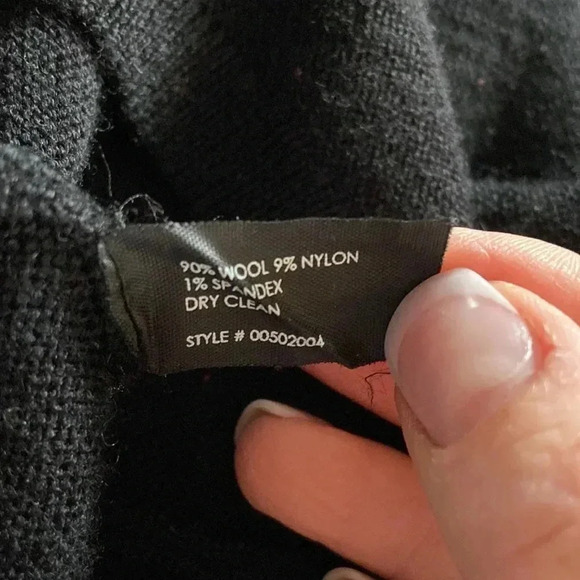 90% WOOL 9% NYLON
1% SPANDEX
DRY CLEAN
STYLE # 00502004